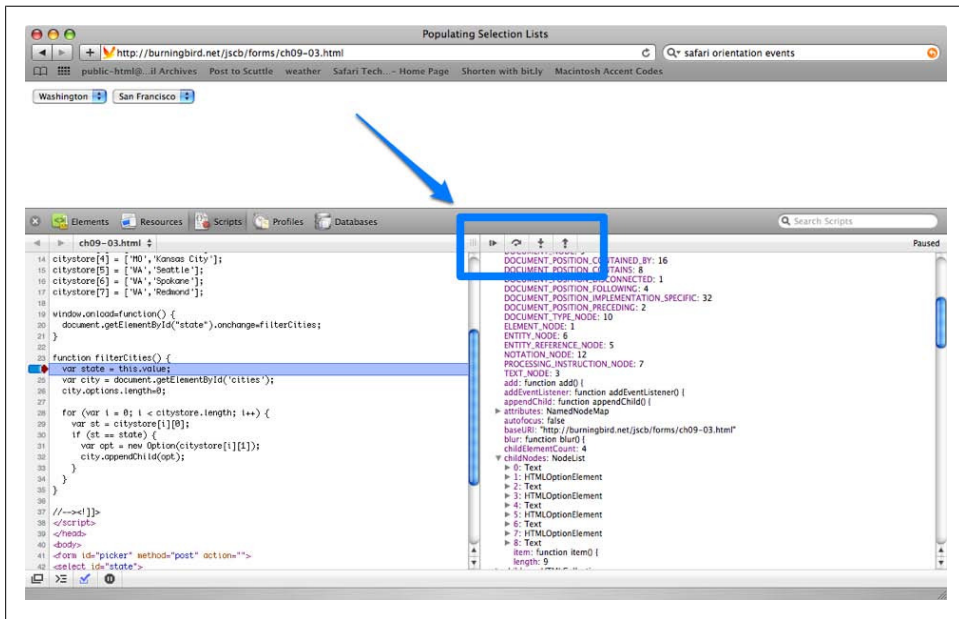 Populating Selection Lists
http://burningbird.net/jscb/forms/ch09-03.html
safari orientation events
public-html@...il Archives Post to Scuttle weather Safari Tech...- Home Page Shorten with bit.ly Macintosh Accent Codes
Washington San Francisco
Elements Resources Scripts Profiles Databases Search Scripts
ch09-03.html Paused
14 citystore[4] = ['MO','Kansas City'];
15 citystore[5] = ['WA','Seattle'];
16 citystore[6] = ['WA','Spokane'];
17 citystore[7] = ['WA','Redmond'];
18
19 window.onload=function() {
20 document.getElementById("state").onchange=filterCities;
21 }
22
23 function filterCities() {
var state = this.value;
25 var city = document.getElementById('cities');
26 city.options.length=0;
27
28 for (var i = 0; i < citystore.length; i++) {
29 var st = citystore[i][0];
30 if (st == state) {
31 var opt = new Option(citystore[i][1]);
32 city.appendChild(opt);
33 }
34 }
35 }
36
37 //--><!]]>
38 </script>
39 </head>
40 <body>
41 <form id="picker" method="post" action="">
42 <select id="state">
DOCUMENT_POSITION_CONTAINED_BY: 16
DOCUMENT_POSITION_CONTAINS: 8
DOCUMENT_POSITION_DISCONNECTED: 1
DOCUMENT_POSITION_FOLLOWING: 4
DOCUMENT_POSITION_IMPLEMENTATION_SPECIFIC: 32
DOCUMENT_POSITION_PRECEDING: 2
DOCUMENT_TYPE_NODE: 10
ELEMENT_NODE: 1
ENTITY_NODE: 6
ENTITY_REFERENCE_NODE: 5
NOTATION_NODE: 12
PROCESSING_INSTRUCTION_NODE: 7
TEXT_NODE: 3
add: function add() {
addEventListener: function addEventListener() {
appendChild: function appendChild() {
attributes: NamedNodeMap
autofocus: false
baseURI: "http://burningbird.net/jscb/forms/ch09-03.html"
blur: function blur() {
childElementCount: 4
childNodes: NodeList
0: Text
1: HTMLOptionElement
2: Text
3: HTMLOptionElement
4: Text
5: HTMLOptionElement
6: Text
7: HTMLOptionElement
8: Text
item: function item() {
length: 9